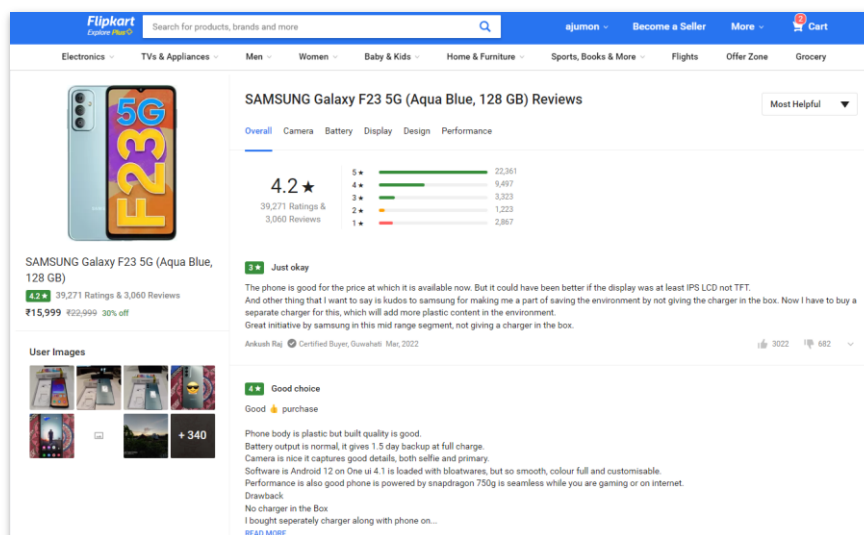 Flipkart
Explore Plus
Search for products, brands and more
ajumon
Become a Seller
More
2
Cart
Electronics
TVs & Appliances
Men
Women
Baby & Kids
Home & Furniture
Sports, Books & More
Flights
Offer Zone
Grocery
5G
F23
SAMSUNG Galaxy F23 5G (Aqua Blue,
128 GB)
4.2★ 39,271 Ratings & 3,060 Reviews
₹15,999 ₹22,999 30% off
User Images
+ 340
SAMSUNG Galaxy F23 5G (Aqua Blue, 128 GB) Reviews
Most Helpful
Overall Camera Battery Display Design Performance
4.2★
39,271 Ratings &
3,060 Reviews
5★ 22,361
4★ 9,497
3★ 3,323
2★ 1,223
1★ 2,867
3★ Just okay
The phone is good for the price at which it is available now. But it could have been better if the display was at least IPS LCD not TFT.
And other thing that I want to say is kudos to samsung for making me a part of saving the environment by not giving the charger in the box. Now I have to buy a
separate charger for this, which will add more plastic content in the environment.
Great initiative by samsung in this mid range segment, not giving a charger in the box.
Ankush Raj Certified Buyer, Guwahati Mar, 2022
3022 682
4★ Good choice
Good 👍 purchase
Phone body is plastic but built quality is good.
Battery output is normal, it gives 1.5 day backup at full charge.
Camera is nice it captures good details, both selfie and primary.
Software is Android 12 on One ui 4.1 is loaded with bloatwares, but so smooth, colour full and customisable.
Performance is also good phone is powered by snapdragon 750g is seamless while you are gaming or on internet.
Drawback
No charger in the Box
I bought seperately charger along with phone on...
READ MORE